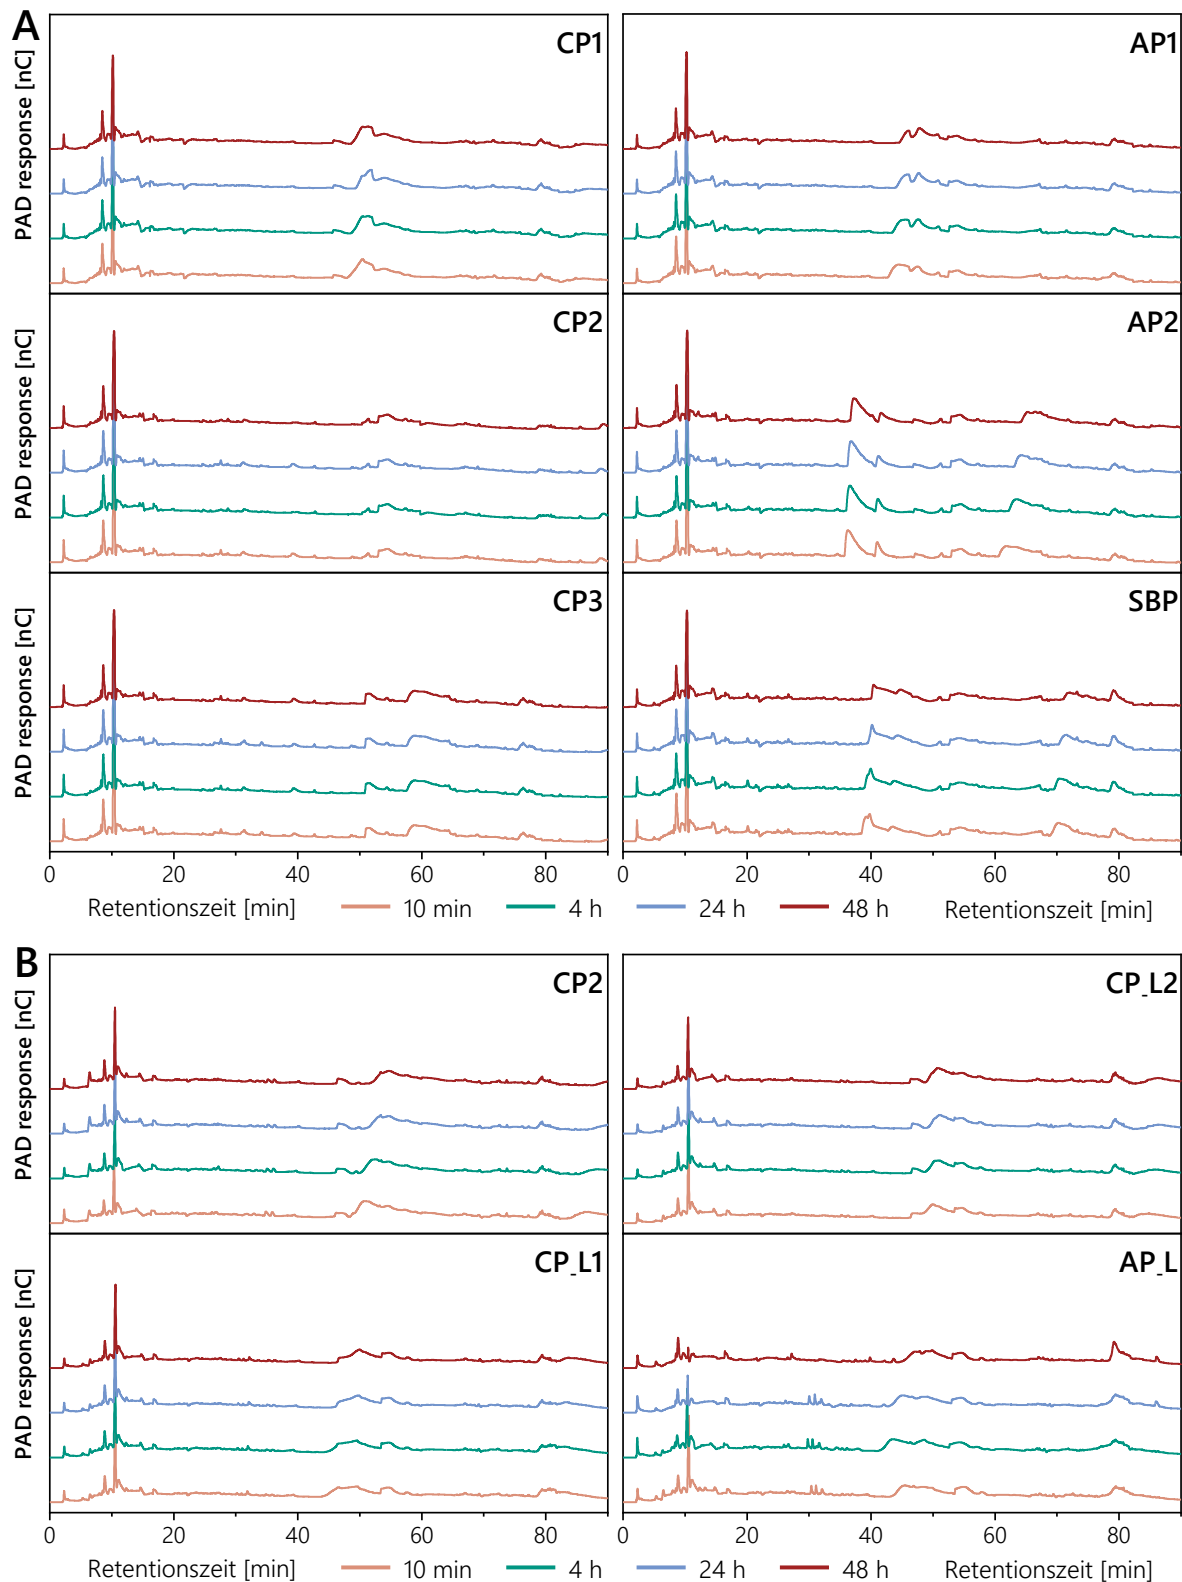 A
CP1
AP1
PAD response [nC]
CP2
AP2
PAD response [nC]
CP3
SBP
PAD response [nC]
0 20 40 60 80 0 20 40 60 80
Retentionszeit [min] 10 min 4 h 24 h 48 h Retentionszeit [min]
B
CP2
CP_L2
PAD response [nC]
CP_L1
AP_L
PAD response [nC]
0 20 40 60 80 0 20 40 60 80
Retentionszeit [min] 10 min 4 h 24 h 48 h Retentionszeit [min]